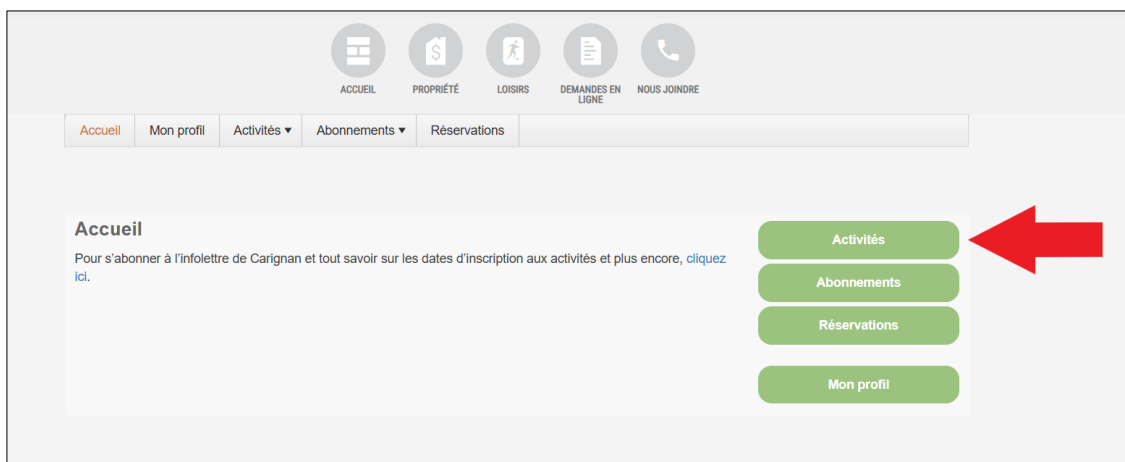 ACCUEIL
PROPRIÉTÉ
LOISIRS
DEMANDES EN
LIGNE
NOUS JOINDRE
Accueil
Mon profil
Activités ▾
Abonnements ▾
Réservations
Accueil
Pour s’abonner à l’infolettre de Carignan et tout savoir sur les dates d’inscription aux activités et plus encore, cliquez
ici.
Activités
Abonnements
Réservations
Mon profil